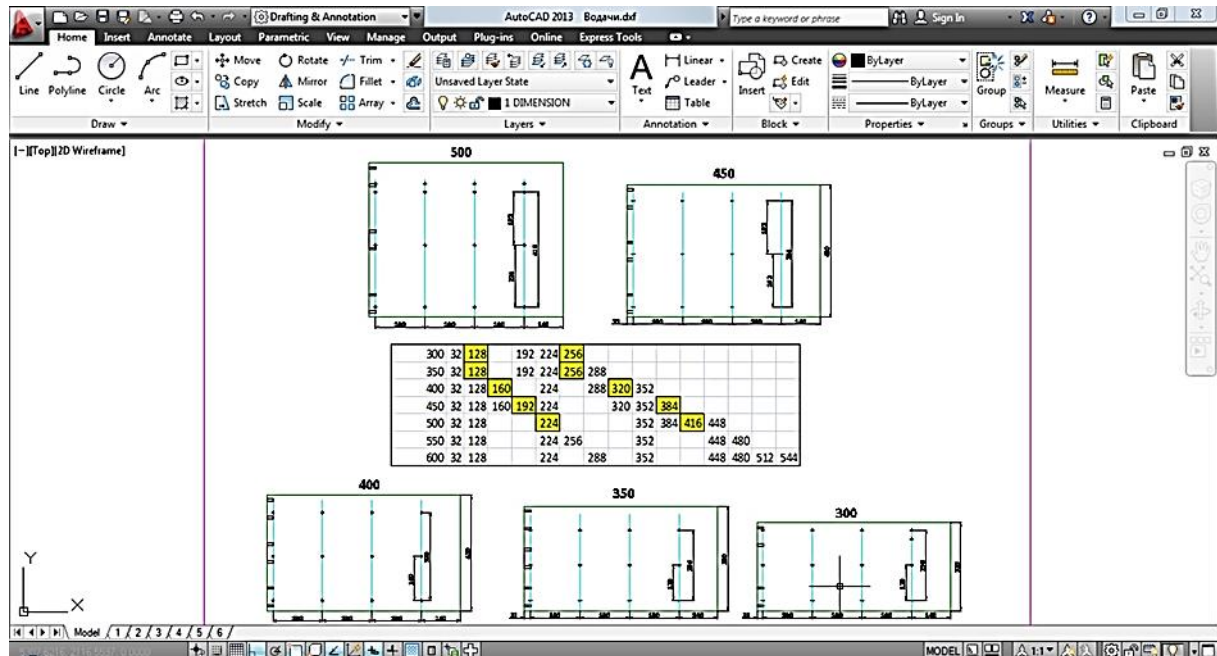 Drafting & Annotation
AutoCAD 2013 Водачи.dxf
Type a keyword or phrase
Sign In
Home Insert Annotate Layout Parametric View Manage Output Plug-ins Online Express Tools
Move Rotate Trim Linear Create ByLayer
Line Polyline Circle Arc Copy Mirror Fillet Unsaved Layer State Text Leader Insert Edit ByLayer Group Measure Paste
Stretch Scale Array 1 DIMENSION Table ByLayer
Draw Modify Layers Annotation Block Properties Groups Utilities Clipboard
[-][Top][2D Wireframe]
500
450
300 32 128 192 224 256
350 32 128 192 224 256 288
400 32 128 160 224 288 320 352
450 32 128 160 192 224 320 352 384
500 32 128 224 352 384 416 448
550 32 128 224 256 352 448 480
600 32 128 224 288 352 448 480 512 544
400
350
300
Y
X
Model 1 2 3 4 5 6
MODEL 1:1